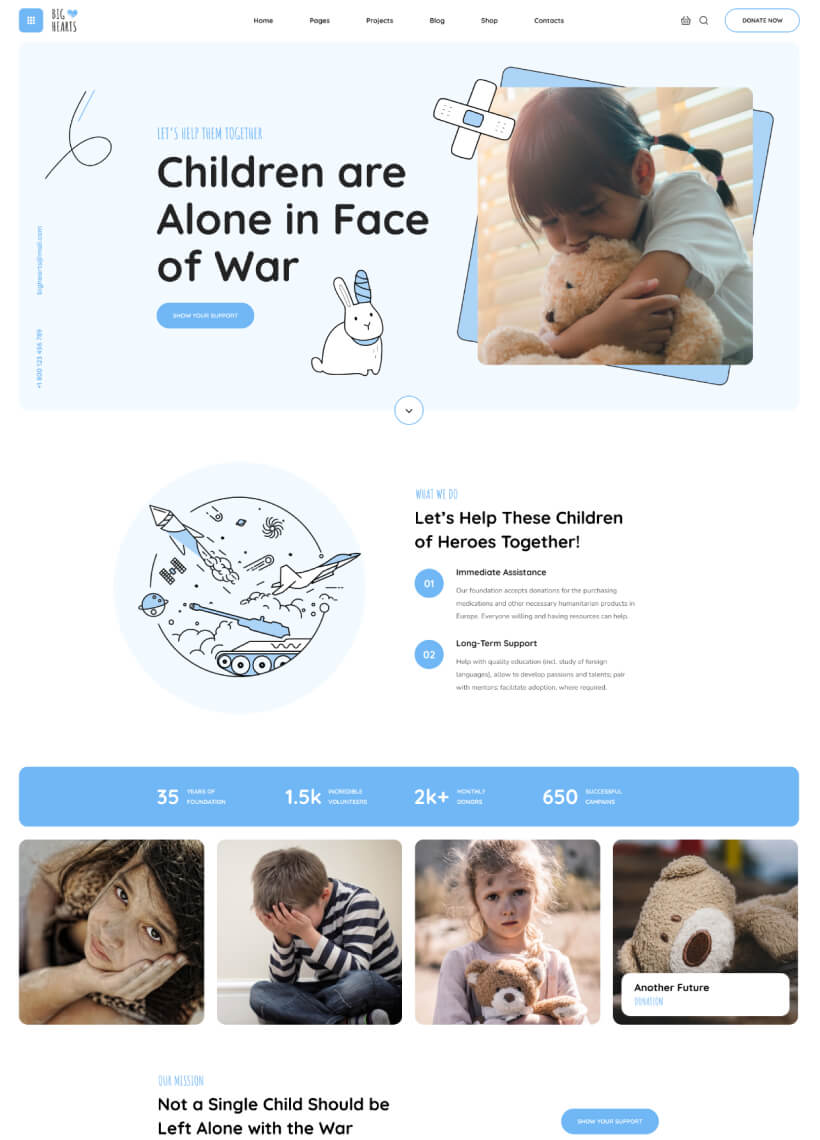 BIG
HEARTS
Home
Pages
Projects
Blog
Shop
Contacts
DONATE NOW
LET'S HELP THEM TOGETHER
Children are
Alone in Face
of War
SHOW YOUR SUPPORT
bighearts@mail.com
+1 800 123 456 789
WHAT WE DO
Let's Help These Children
of Heroes Together!
01
Immediate Assistance
Our foundation accepts donations for the purchasing
medications and other necessary humanitarian products in
Europe. Everyone willing and having resources can help.
02
Long-Term Support
Help with quality education (incl. study of foreign
languages), allow to develop passions and talents; pair
with mentors; facilitate adoption, where required.
35
YEARS OF
FOUNDATION
1.5k
INCREDIBLE
VOLUNTEERS
2k+
MONTHLY
DONORS
650
SUCCESSFUL
CAMPAINS
Another Future
DONATION
OUR MISSION
Not a Single Child Should be
Left Alone with the War
SHOW YOUR SUPPORT